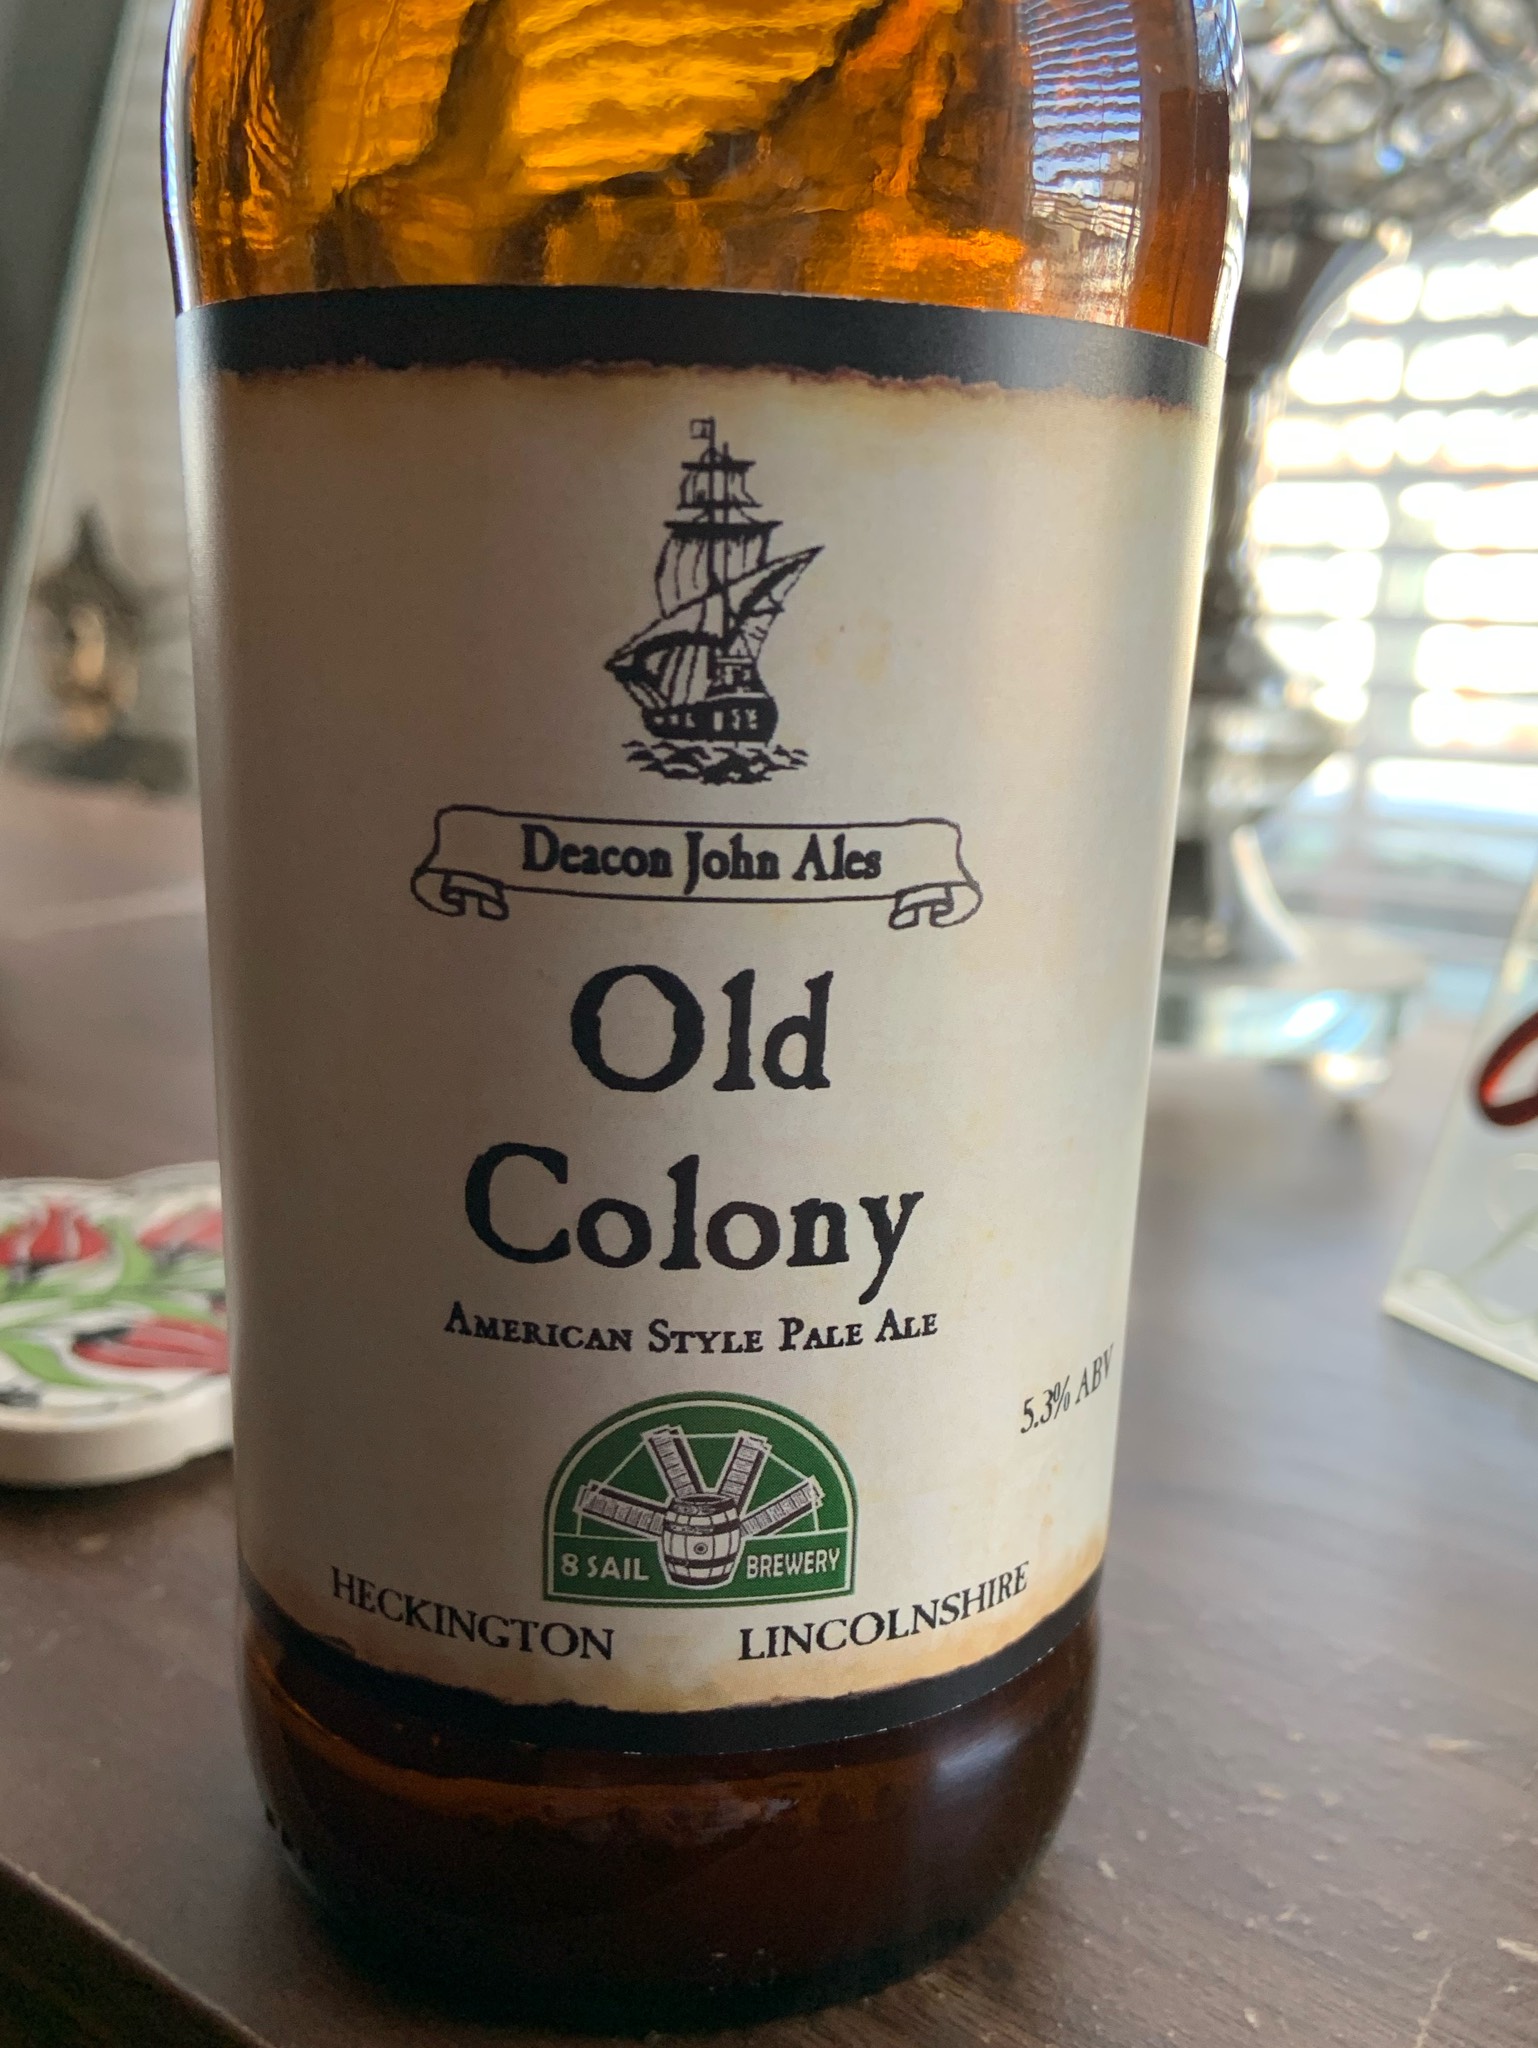 Deacon John Ales
Old
Colony
American Style Pale Ale
5.3% ABV
8 SAIL BREWERY
HECKINGTON LINCOLNSHIRE